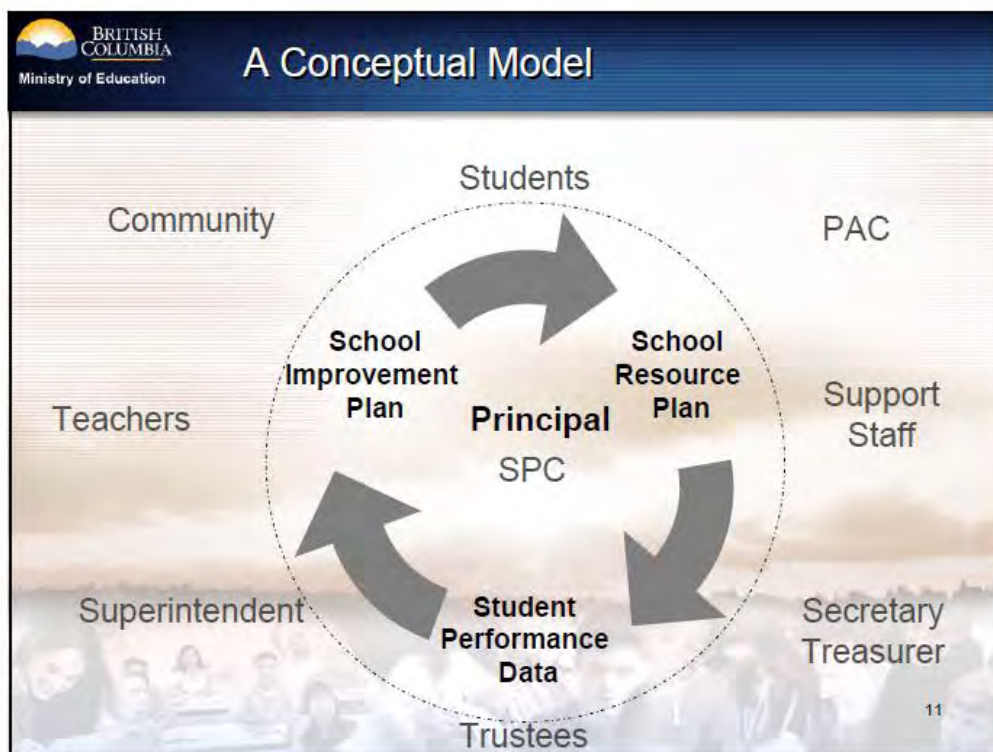 BRITISH
COLUMBIA
Ministry of Education
A Conceptual Model
Students
Community
PAC
School
Improvement
Plan
School
Resource
Plan
Teachers
Principal
SPC
Support
Staff
Superintendent
Student
Performance
Data
Secretary
Treasurer
Trustees
11